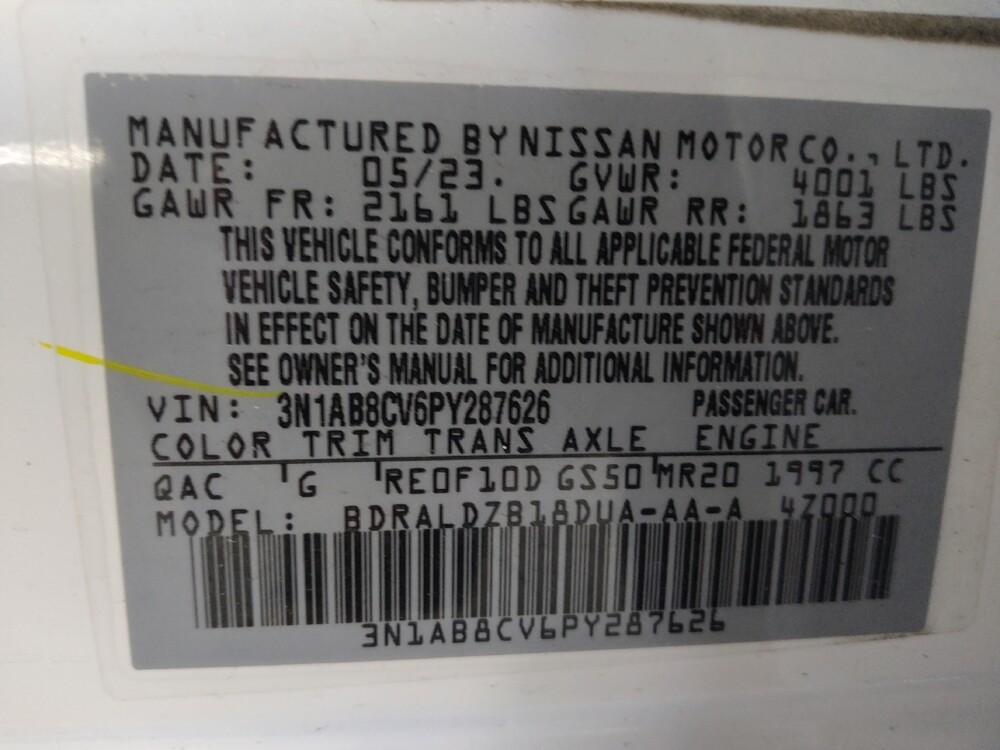 MANUFACTURED BY NISSAN MOTOR CO., LTD.
DATE: 05/23. GVWR: 4001 LBS
GAWR FR: 2161 LBS GAWR RR: 1863 LBS
THIS VEHICLE CONFORMS TO ALL APPLICABLE FEDERAL MOTOR
VEHICLE SAFETY, BUMPER AND THEFT PREVENTION STANDARDS
IN EFFECT ON THE DATE OF MANUFACTURE SHOWN ABOVE.
SEE OWNER'S MANUAL FOR ADDITIONAL INFORMATION.
VIN: 3N1AB8CV6PY287626 PASSENGER CAR.
COLOR TRIM TRANS AXLE ENGINE
QAC G RE0F10D GS50 MR20 1997 CC
MODEL: BDRALDZB18DUA-AA-A 4Z000
3N1AB8CV6PY287626